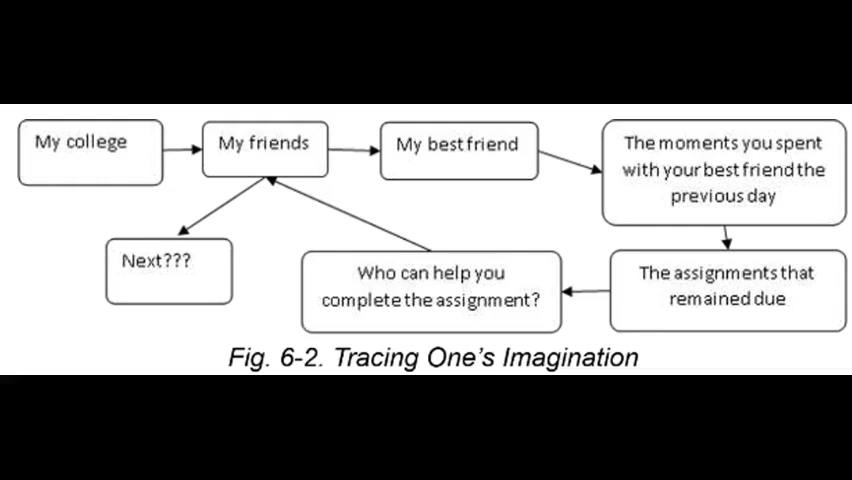 My college
My friends
My best friend
The moments you spent
with your best friend the
previous day
Next???
Who can help you
complete the assignment?
The assignments that
remained due
Fig. 6-2. Tracing One's Imagination